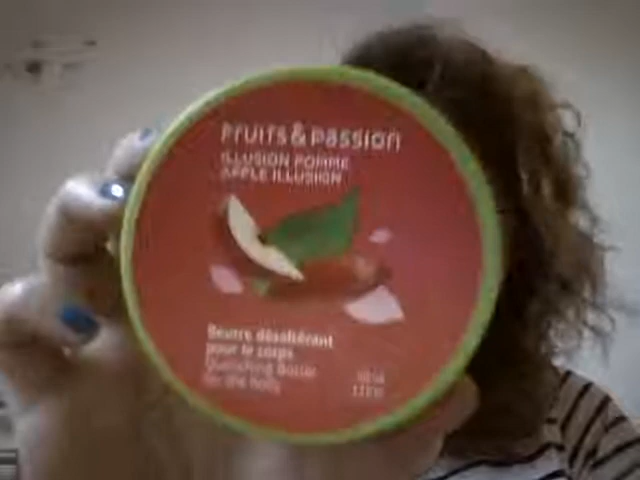 Fruits & Passion
ILLUSION POMME
APPLE ILLUSION
Beurre désaltérant
pour le corps
Quenching Butter
for the body